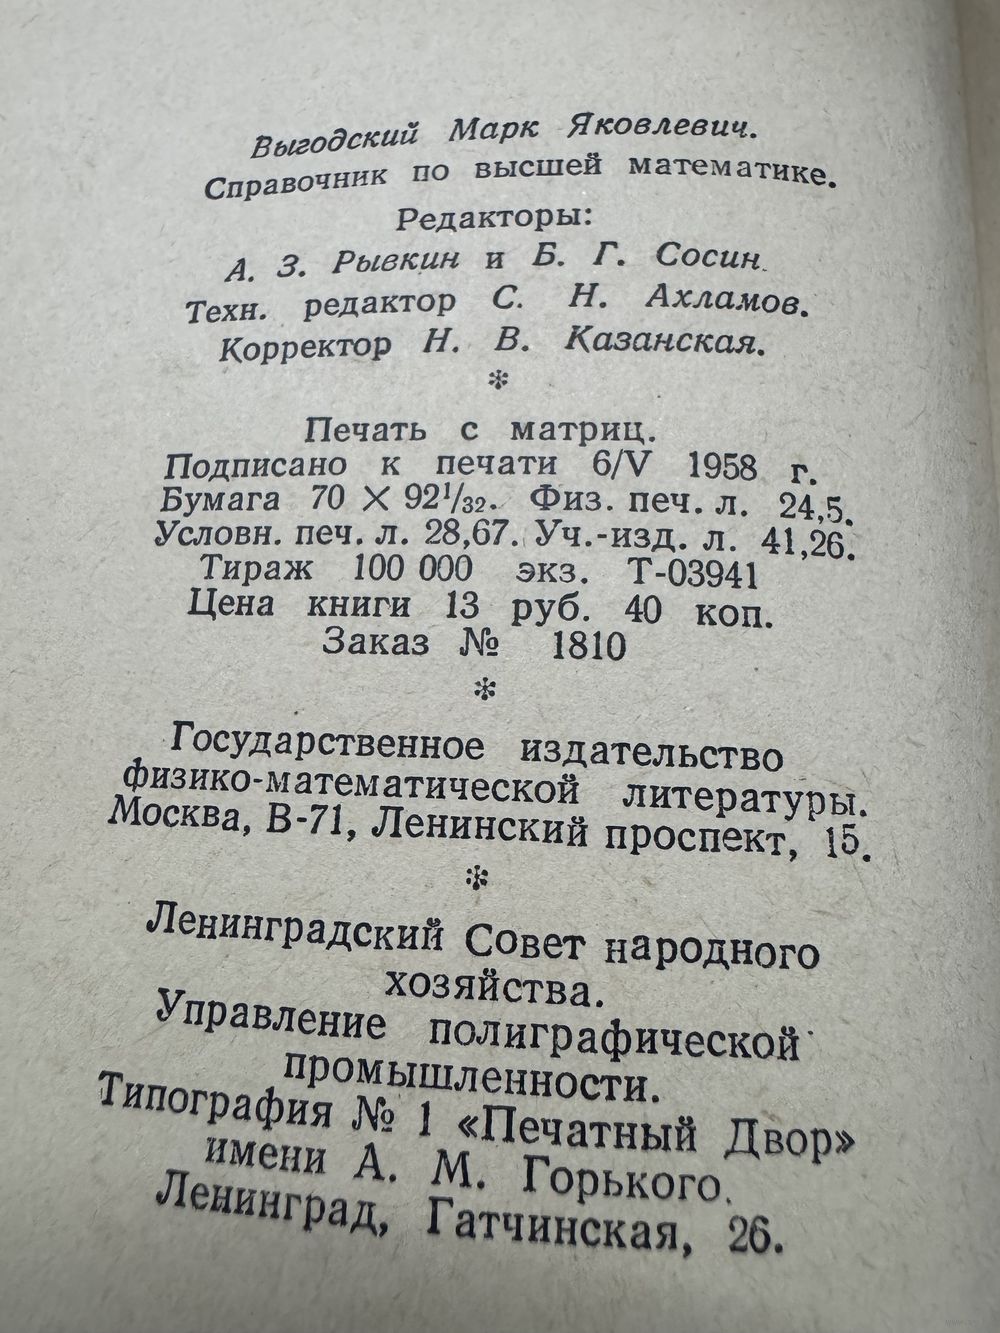 Выгодский Марк Яковлевич.
Справочник по высшей математике.
Редакторы:
А. З. Рывкин и Б. Г. Сосин.
Техн. редактор С. Н. Ахламов.
Корректор Н. В. Казанская.
*
Печать с матриц.
Подписано к печати 6/V 1958 г.
Бумага 70 × 92¹/₃₂. Физ. печ. л. 24,5.
Условн. печ. л. 28,67. Уч.-изд. л. 41,26.
Тираж 100 000 экз. Т-03941
Цена книги 13 руб. 40 коп.
Заказ № 1810
*
Государственное издательство
физико-математической литературы.
Москва, В-71, Ленинский проспект, 15.
*
Ленинградский Совет народного
хозяйства.
Управление полиграфической
промышленности.
Типография № 1 «Печатный Двор»
имени А. М. Горького.
Ленинград, Гатчинская, 26.